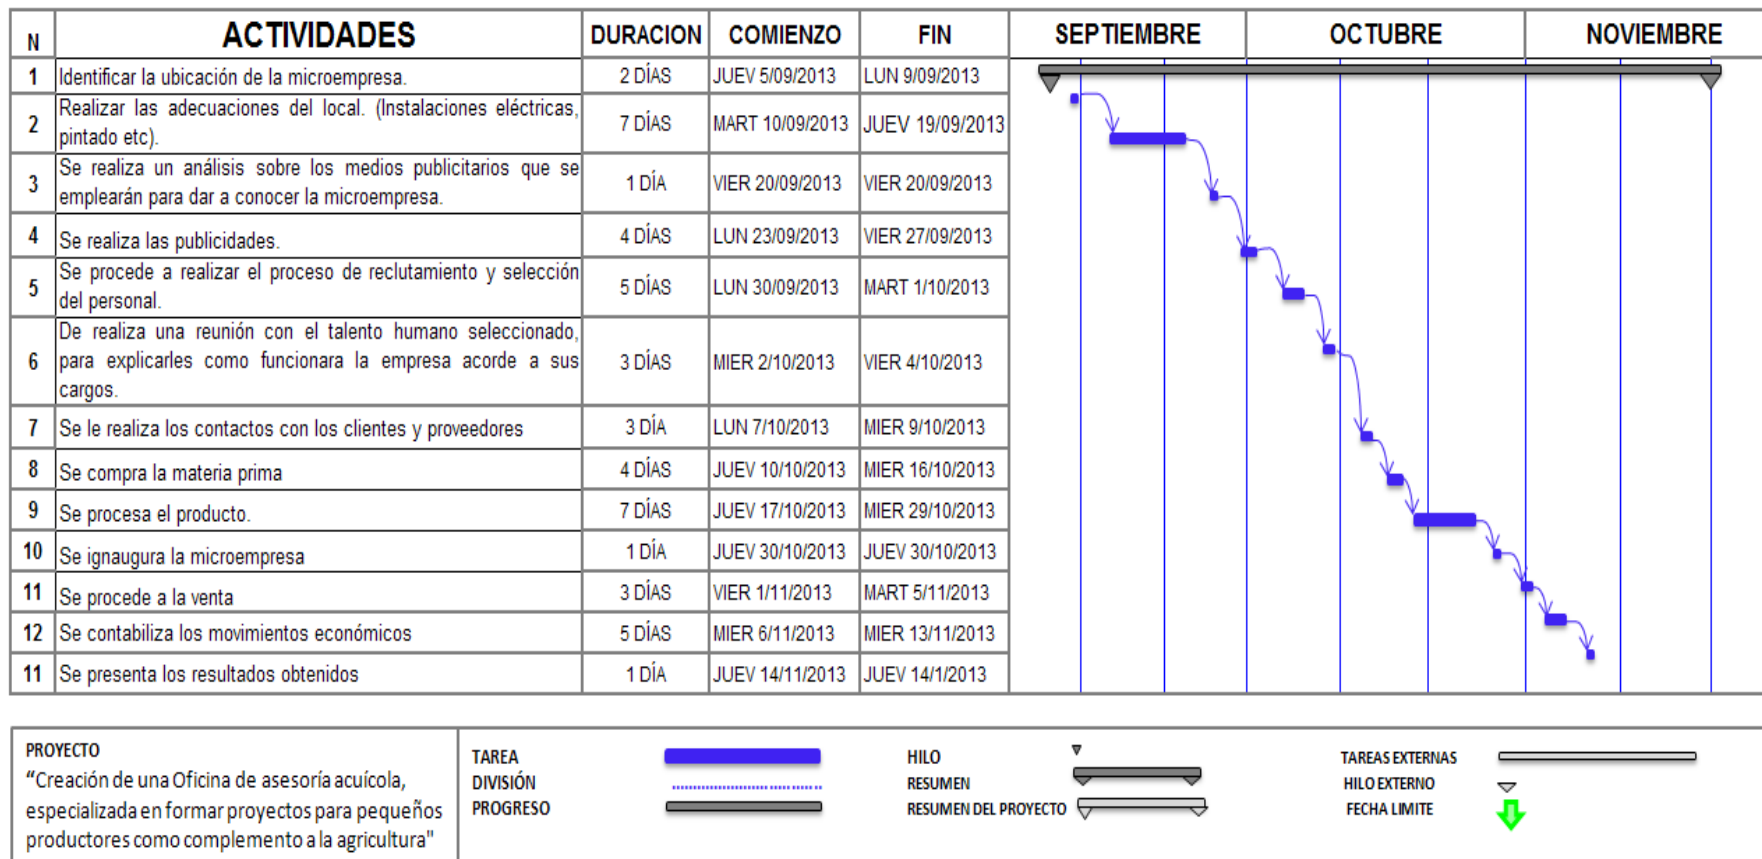 N ACTIVIDADES DURACION COMIENZO FIN SEPTIEMBRE OCTUBRE NOVIEMBRE
1 Identificar la ubicación de la microempresa. 2 DÍAS JUEV 5/09/2013 LUN 9/09/2013
Realizar las adecuaciones del local. (Instalaciones eléctricas,
2 pintado etc). 7 DÍAS MART 10/09/2013 JUEV 19/09/2013
Se realiza un análisis sobre los medios publicitarios que se
3 emplearán para dar a conocer la microempresa. 1 DÍA VIER 20/09/2013 VIER 20/09/2013
4 Se realiza las publicidades. 4 DÍAS LUN 23/09/2013 VIER 27/09/2013
Se procede a realizar el proceso de reclutamiento y selección
5 del personal. 5 DÍAS LUN 30/09/2013 MART 1/10/2013
De realiza una reunión con el talento humano seleccionado,
6 para explicarles como funcionara la empresa acorde a sus 3 DÍAS MIER 2/10/2013 VIER 4/10/2013
cargos.
7 Se le realiza los contactos con los clientes y proveedores 3 DÍA LUN 7/10/2013 MIER 9/10/2013
8 Se compra la materia prima 4 DÍAS JUEV 10/10/2013 MIER 16/10/2013
9 Se procesa el producto. 7 DÍAS JUEV 17/10/2013 MIER 29/10/2013
10 Se ignaugura la microempresa 1 DÍA JUEV 30/10/2013 JUEV 30/10/2013
11 Se procede a la venta 3 DÍAS VIER 1/11/2013 MART 5/11/2013
12 Se contabiliza los movimientos económicos 5 DÍAS MIER 6/11/2013 MIER 13/11/2013
11 Se presenta los resultados obtenidos 1 DÍA JUEV 14/11/2013 JUEV 14/1/2013
PROYECTO
“Creación de una Oficina de asesoría acuícola,
especializada en formar proyectos para pequeños
productores como complemento a la agricultura"
TAREA
DIVISIÓN
PROGRESO
HILO
RESUMEN
RESUMEN DEL PROYECTO
TAREAS EXTERNAS
HILO EXTERNO
FECHA LIMITE